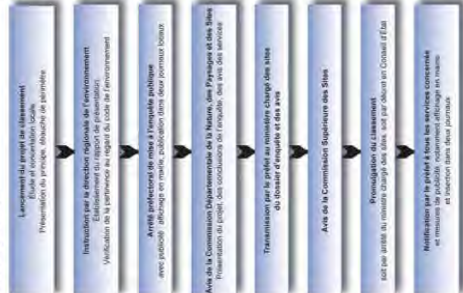 Lancement du projet de classement
Etude et concertation locale
Présentation du principe, ébauche de périmètre
Instruction par la direction régionale de l'environnement
Etablissement du rapport de présentation,
Vérification de la pertinence au regard du code de l'environnement
Arrêté préfectoral de mise à l'enquête publique
avec publicité : affichage en mairie, publication dans deux journaux locaux
Avis de la Commission Départementale de la Nature, des Paysages et des Sites
Présentation du projet, des conclusions de l'enquête, des avis des services
Transmission par le préfet au ministère chargé des sites
du dossier d'enquête et des avis
Avis de la Commission Supérieure des Sites
Promulgation du classement
soit par arrêté du ministre chargé des sites, soit par décret en Conseil d'Etat
Notification par le préfet à tous les services concernés
et mesures de publicité, notamment affichage en mairie
et insertion dans deux journaux